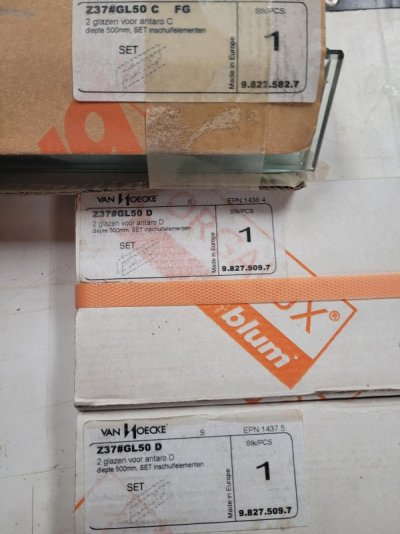 Z37#GL50 C FG
2 glazen voor antaro C
diepte 500mm, SET inschuifelementen
SET
Stk/PCS.
1
Made in Europe
9.822.582.7
VAN HOECKE S EPN 1438 4
Z37#GL50 D
2 glazen voor antaro D
diepte 500mm, SET inschuifelementen
SET
Stk/PCS
1
Made in Europe
9.827.509.7
blum
VAN HOECKE S EPN 1437 5
Z37#GL50 D
2 glazen voor antaro D
diepte 500mm, SET inschuifelementen
SET
Stk/PCS
1
Made in Europe
9.827.509.7